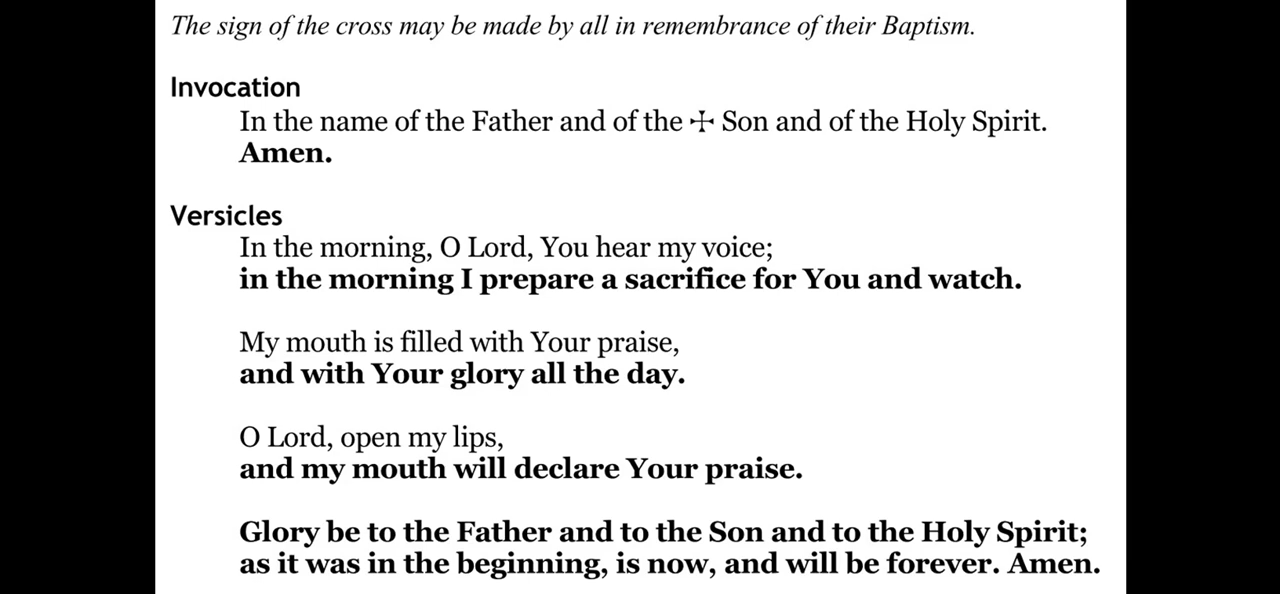 The sign of the cross may be made by all in remembrance of their Baptism.
Invocation
In the name of the Father and of the ☩ Son and of the Holy Spirit.
Amen.
Versicles
In the morning, O Lord, You hear my voice;
in the morning I prepare a sacrifice for You and watch.
My mouth is filled with Your praise,
and with Your glory all the day.
O Lord, open my lips,
and my mouth will declare Your praise.
Glory be to the Father and to the Son and to the Holy Spirit;
as it was in the beginning, is now, and will be forever. Amen.